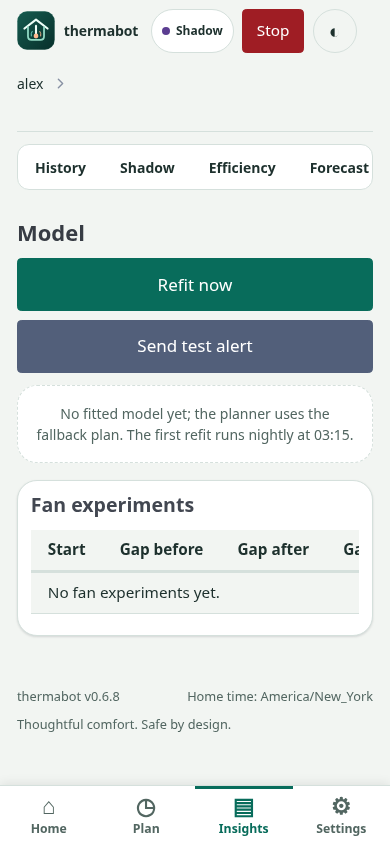 thermabot
Shadow
Stop
alex
History Shadow Efficiency Forecast
Model
Refit now
Send test alert
No fitted model yet; the planner uses the
fallback plan. The first refit runs nightly at 03:15.
Fan experiments
Start Gap before Gap after Ga
No fan experiments yet.
thermabot v0.6.8 Home time: America/New_York
Thoughtful comfort. Safe by design.
Home Plan Insights Settings